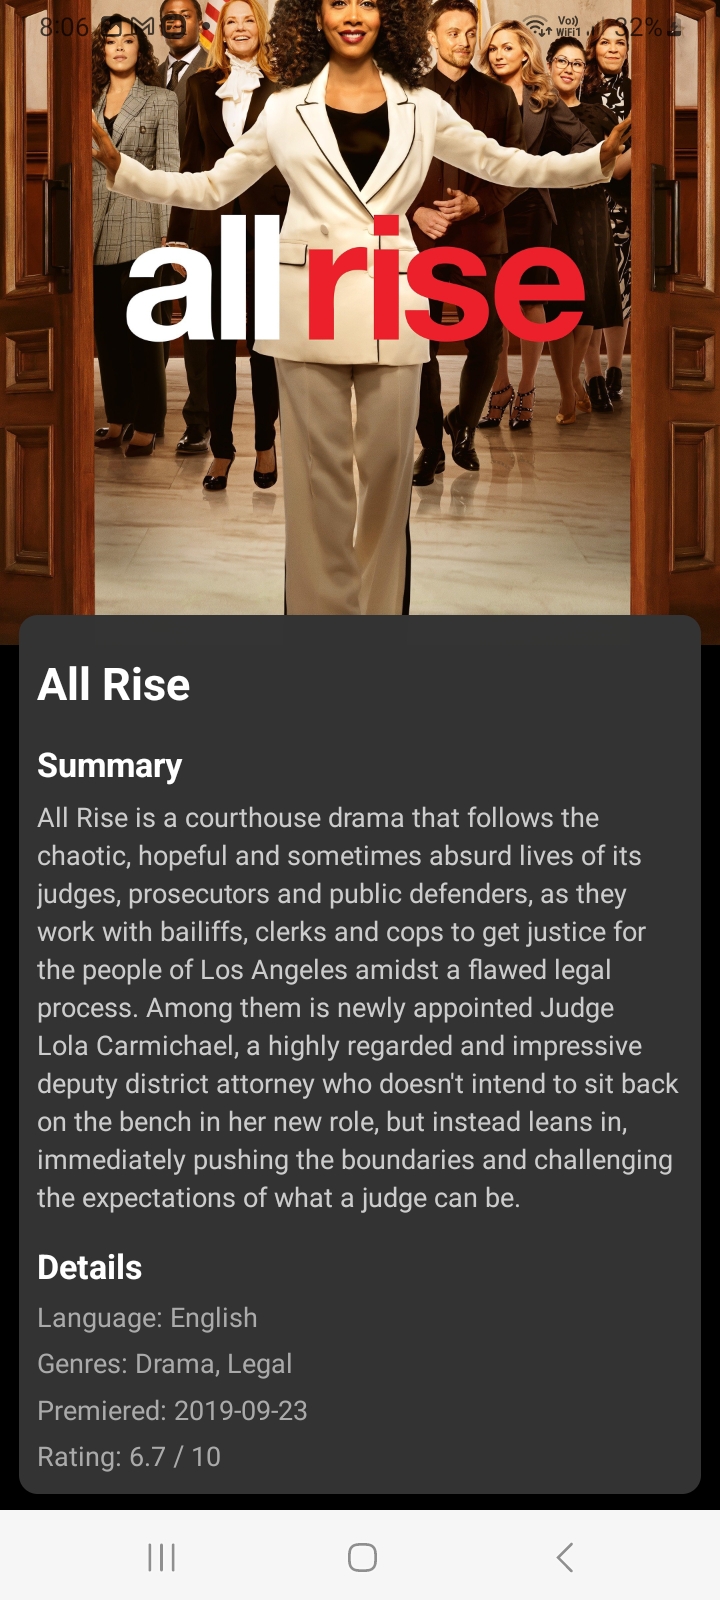 8:06
Vo)) WiFi1 32%
all rise
All Rise
Summary
All Rise is a courthouse drama that follows the
chaotic, hopeful and sometimes absurd lives of its
judges, prosecutors and public defenders, as they
work with bailiffs, clerks and cops to get justice for
the people of Los Angeles amidst a flawed legal
process. Among them is newly appointed Judge
Lola Carmichael, a highly regarded and impressive
deputy district attorney who doesn't intend to sit back
on the bench in her new role, but instead leans in,
immediately pushing the boundaries and challenging
the expectations of what a judge can be.
Details
Language: English
Genres: Drama, Legal
Premiered: 2019-09-23
Rating: 6.7 / 10